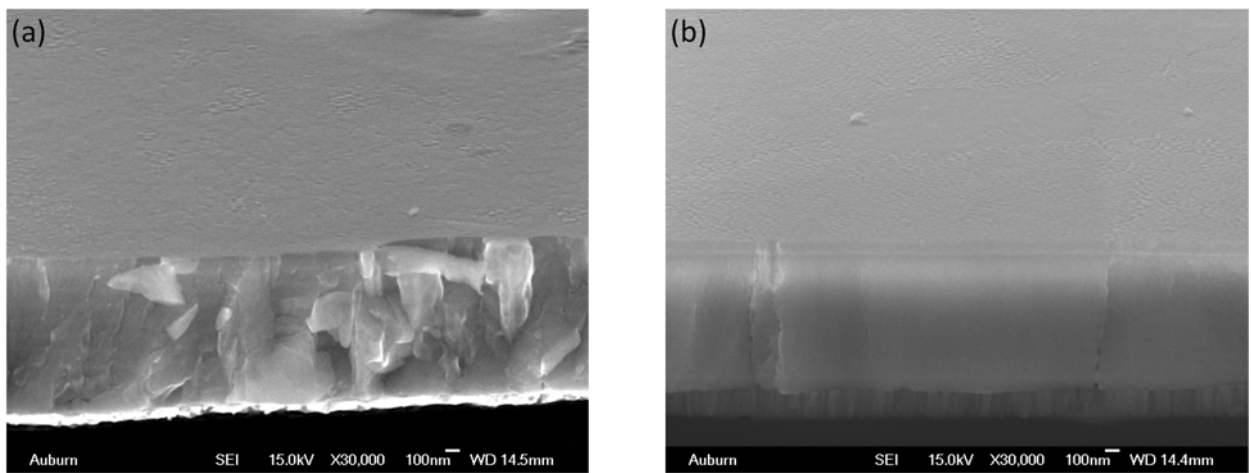 (a)
Auburn SEI 15.0kV X30,000 100nm WD 14.5mm
(b)
Auburn SEI 15.0kV X30,000 100nm WD 14.4mm